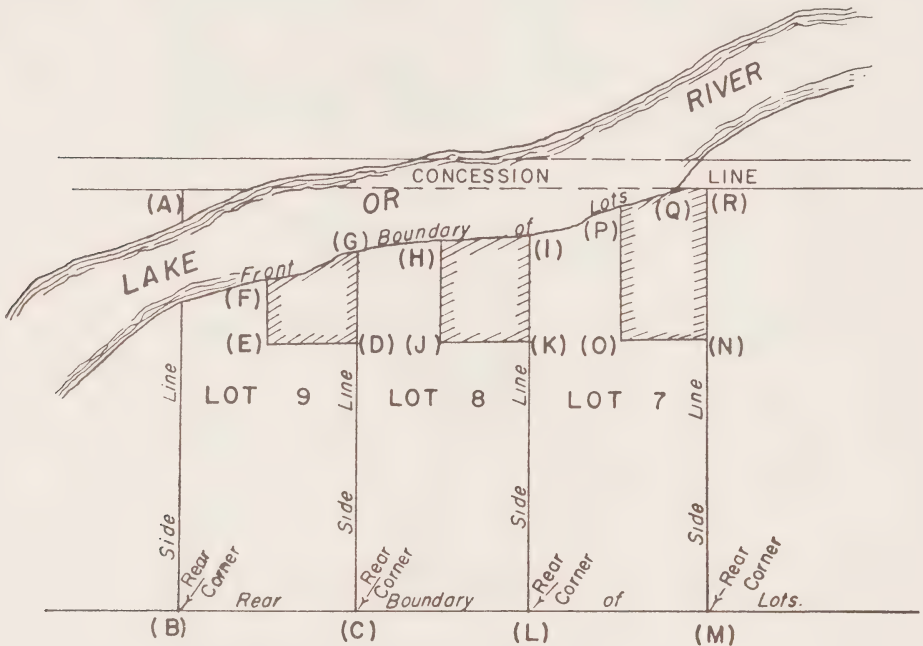 RIVER
CONCESSION LINE
(A) OR Lots (Q) (R)
(P)
(G) Boundary of
(H) (I)
LAKE
Front
(F)
(E) (D) (J) (K) (O) (N)
LOT 9 LOT 8 LOT 7
Line Line Line Line
Side Side Side Side
Rear Corner Rear Corner Rear Corner Rear Corner
Rear Boundary of Lots.
(B) (C) (L) (M)